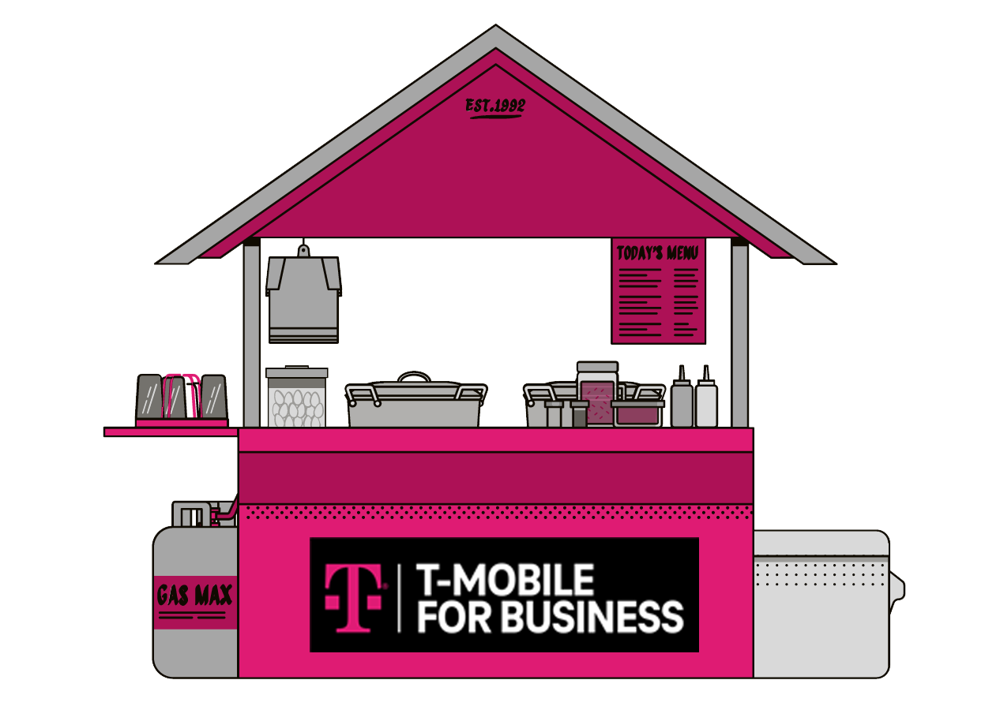 EST.1992
TODAY'S MENU
GAS MAX
T
T-MOBILE
FOR BUSINESS